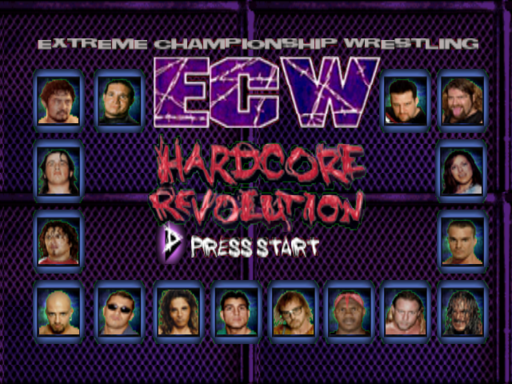 EXTREME CHAMPIONSHIP WRESTLING
ECW
HARDCORE
REVOLUTION
PRESS START